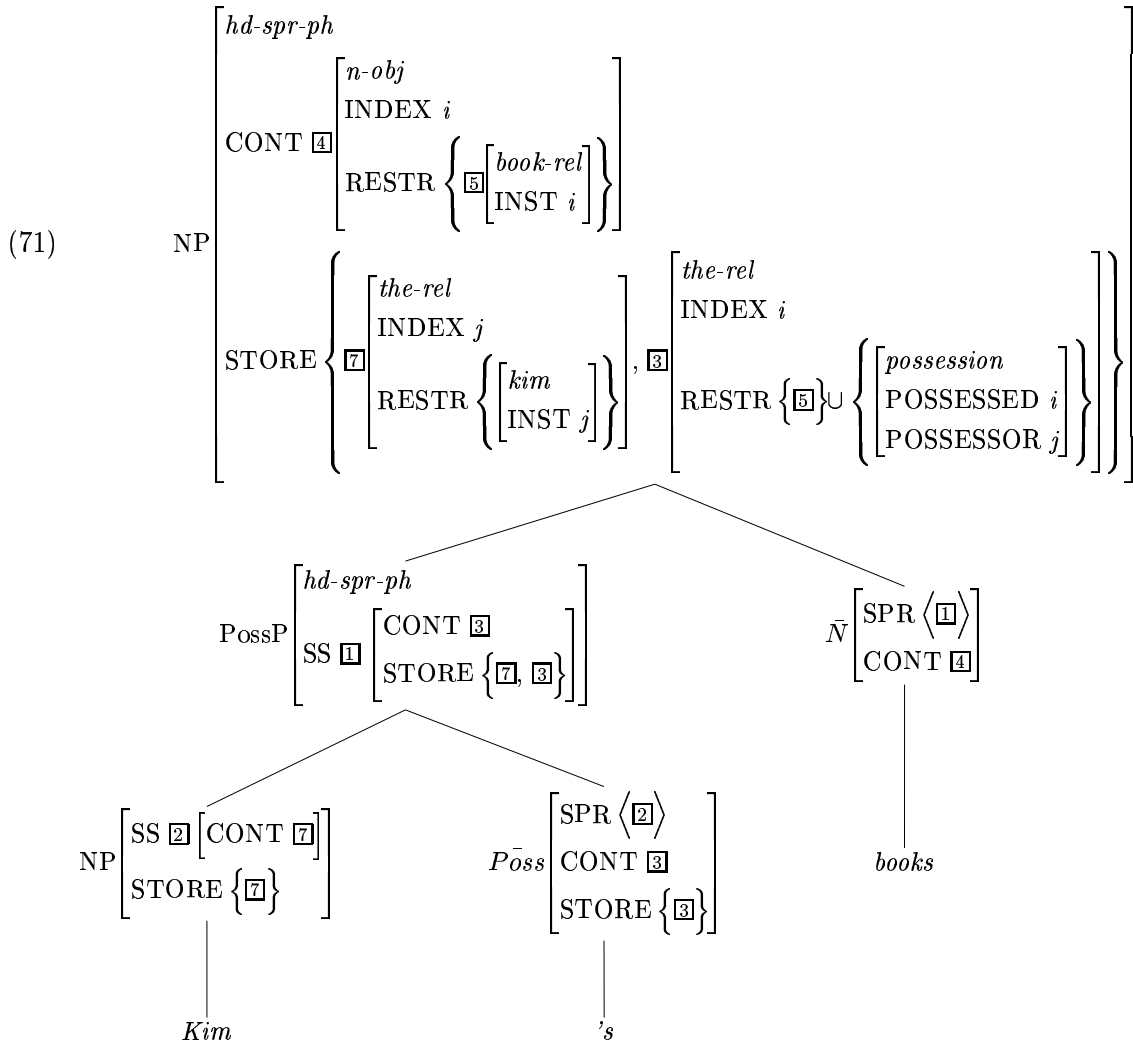 hd-spr-ph
n-obj
INDEX i
CONT 4
RESTR { 5 [ book-rel
INST i ] }
(71) NP
the-rel
INDEX j
STORE { 7 RESTR { [ kim
INST j ] } , 3
the-rel
INDEX i
RESTR { 5 } ∪ { [ possession
POSSESSED i
POSSESSOR j ] } }
PossP [ hd-spr-ph
SS 1 [ CONT 3
STORE { 7 , 3 } ] ]
N̄ [ SPR ⟨ 1 ⟩
CONT 4 ]
NP [ SS 2 [ CONT 7 ]
STORE { 7 } ]
Pōss [ SPR ⟨ 2 ⟩
CONT 3
STORE { 3 } ]
books
Kim 's